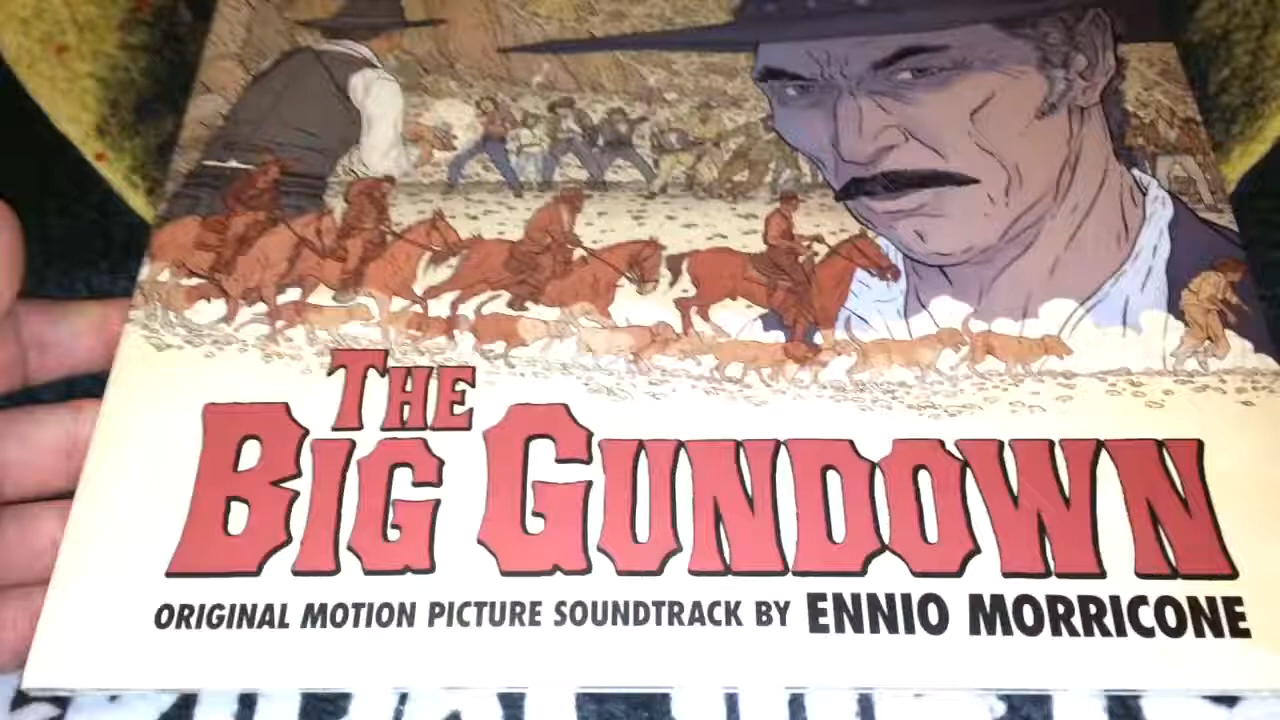 THE
BIG GUNDOWN
ORIGINAL MOTION PICTURE SOUNDTRACK BY ENNIO MORRICONE